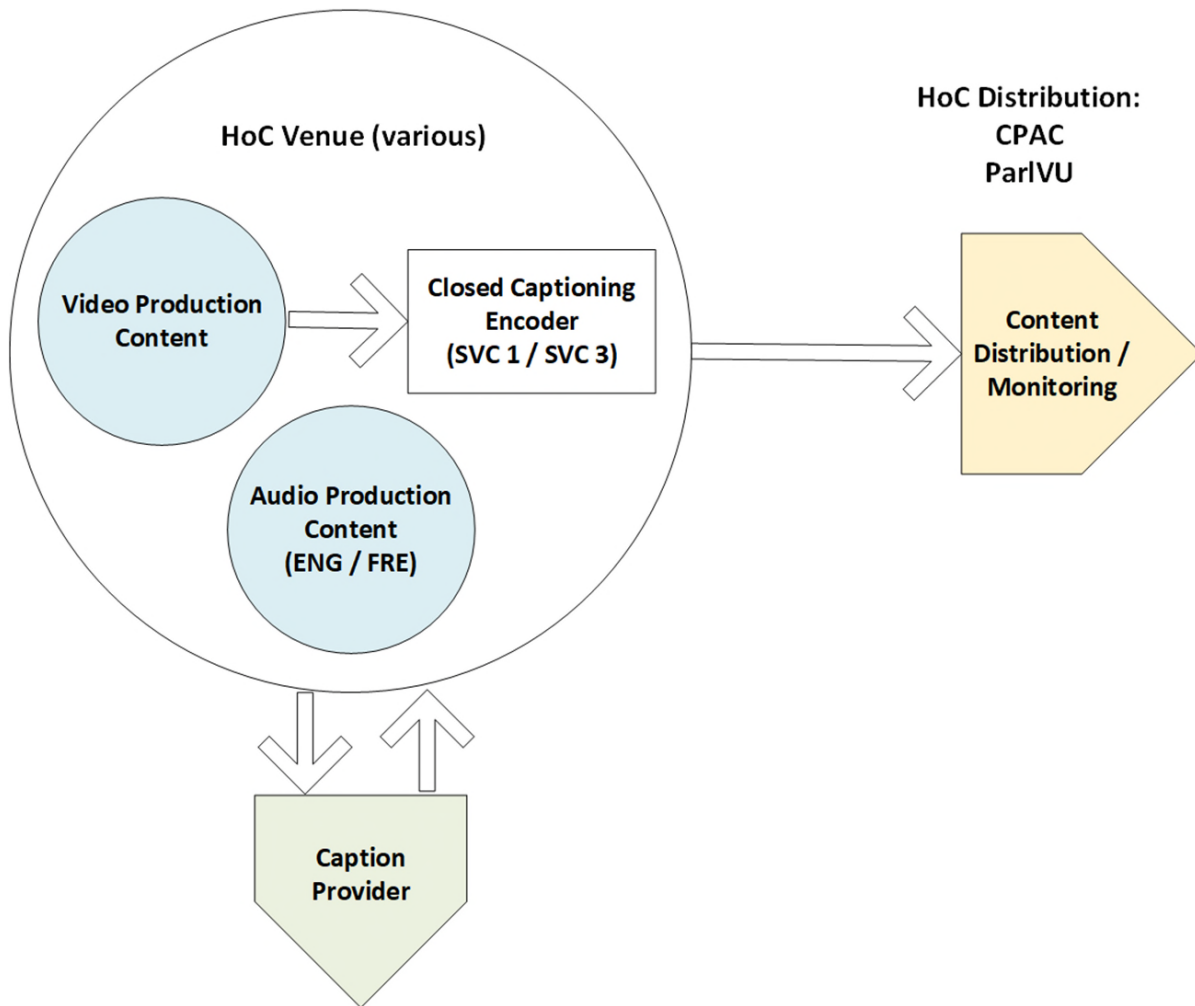 HoC Venue (various)
HoC Distribution:
CPAC
ParlVU
Video Production
Content
Closed Captioning
Encoder
(SVC 1 / SVC 3)
Content
Distribution /
Monitoring
Audio Production
Content
(ENG / FRE)
Caption
Provider